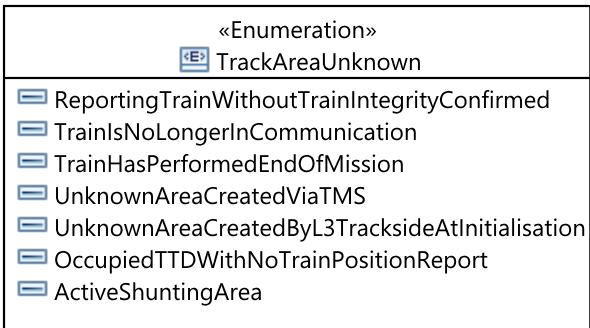 «Enumeration»
TrackAreaUnknown
ReportingTrainWithoutTrainIntegrityConfirmed
TrainIsNoLongerInCommunication
TrainHasPerformedEndOfMission
UnknownAreaCreatedViaTMS
UnknownAreaCreatedByL3TracksideAtInitialisation
OccupiedTTDWithNoTrainPositionReport
ActiveShuntingArea